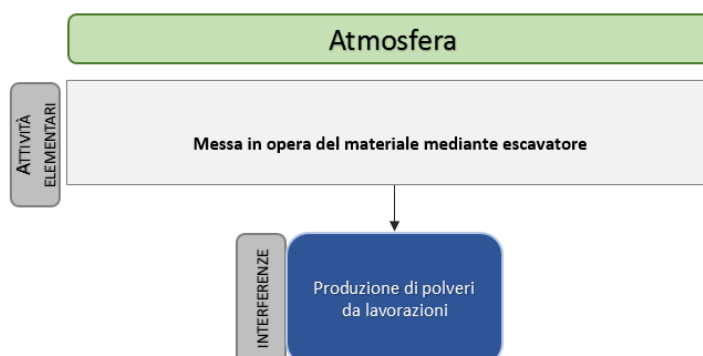 Atmosfera
ATTIVITÀ
ELEMENTARI
Messa in opera del materiale mediante escavatore
INTERFERENZE
Produzione di polveri
da lavorazioni